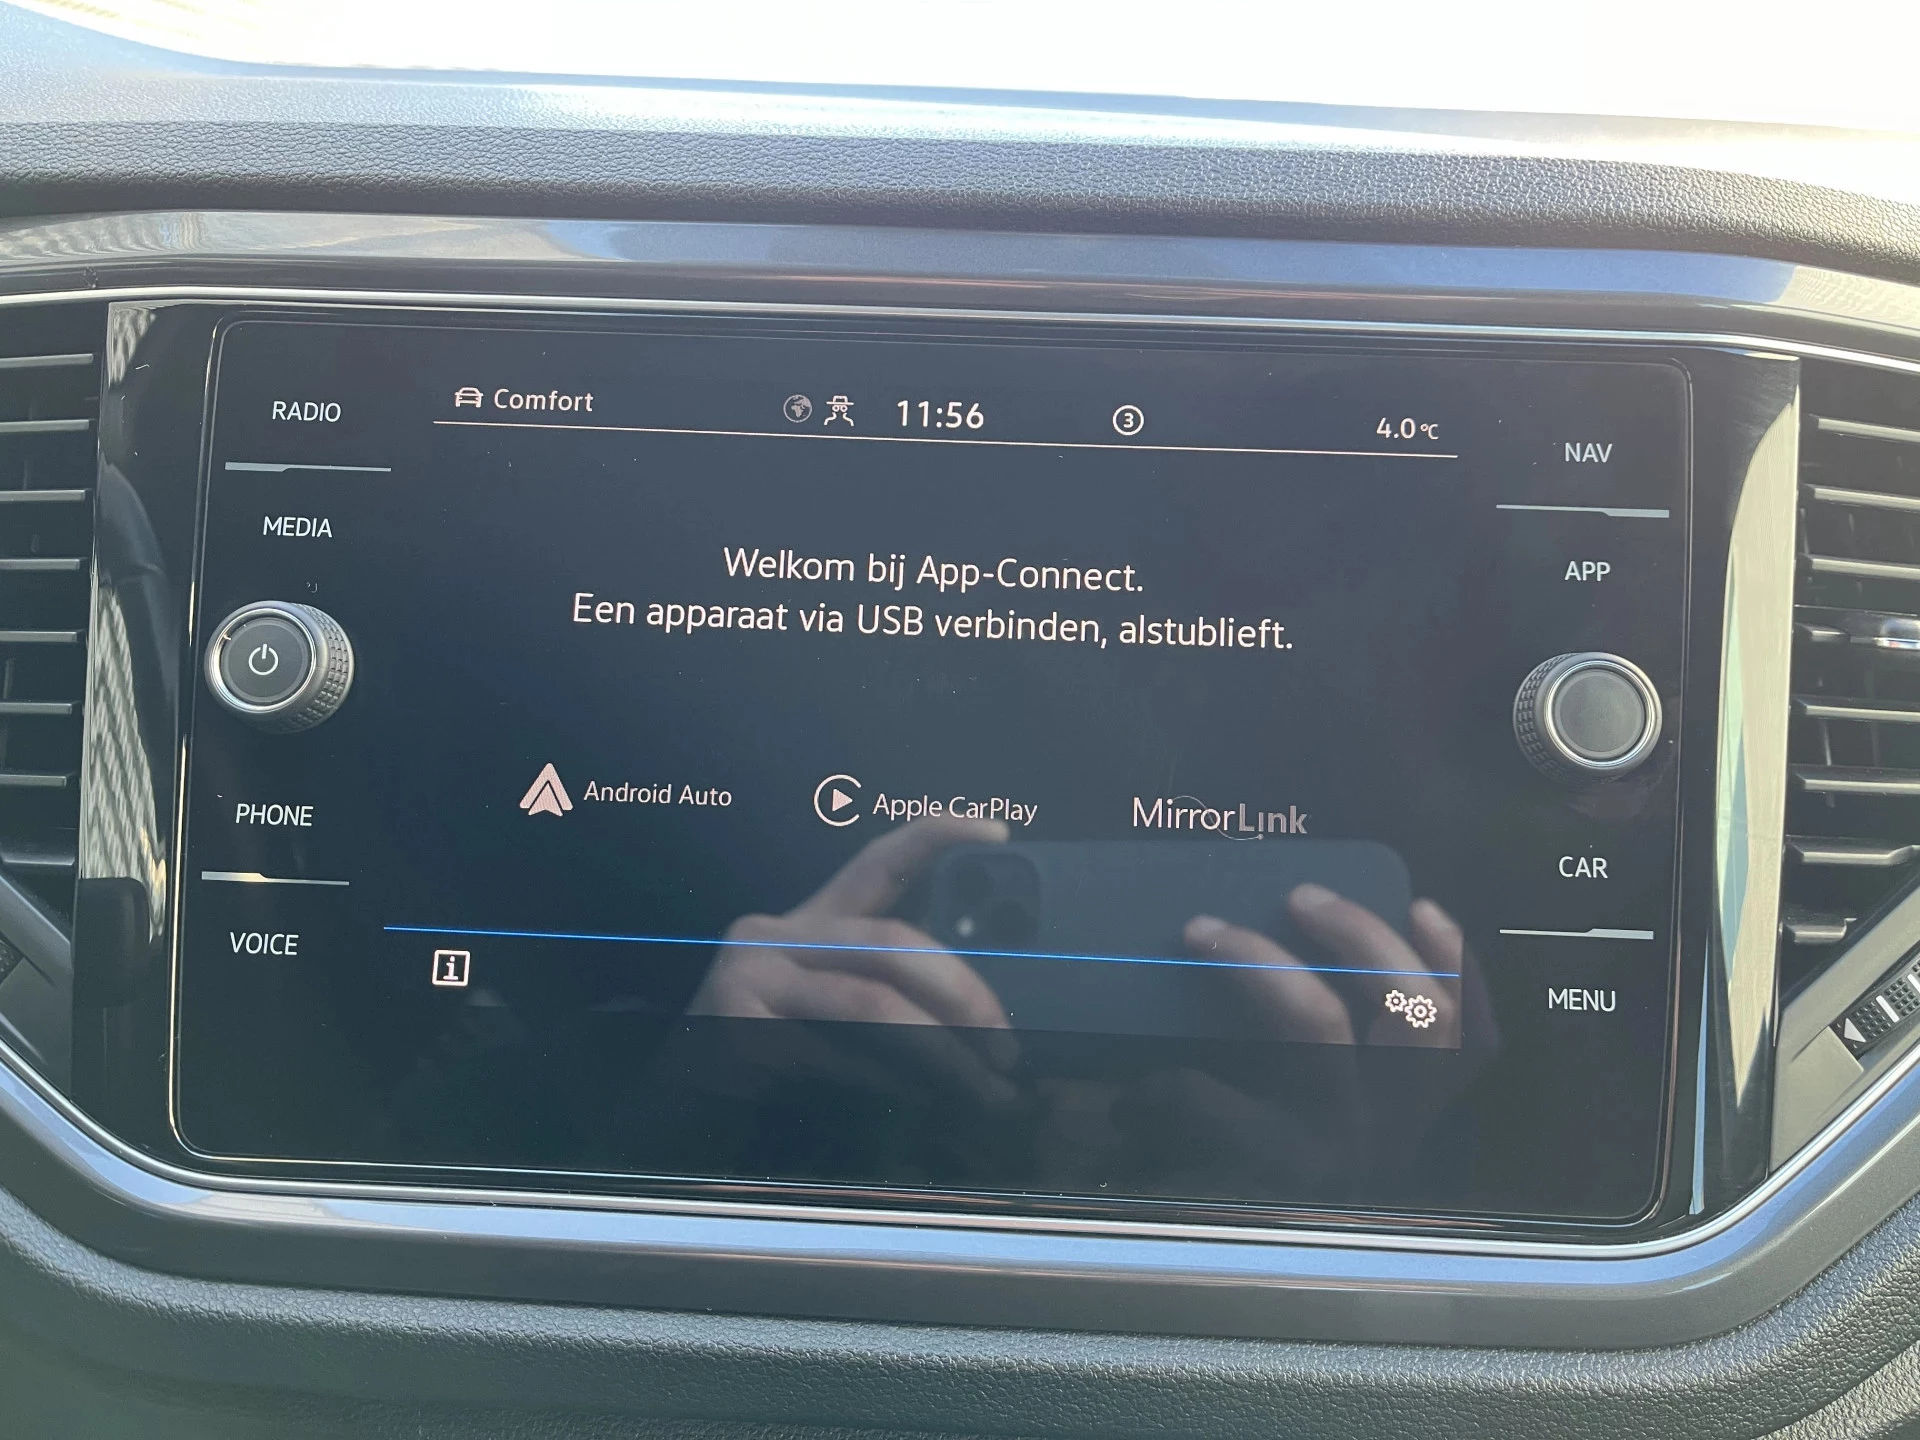 RADIO
MEDIA
PHONE
VOICE
Comfort
11:56
3
4.0 °C
Welkom bij App-Connect.
Een apparaat via USB verbinden, alstublieft.
Android Auto
Apple CarPlay
MirrorLink
i
NAV
APP
CAR
MENU